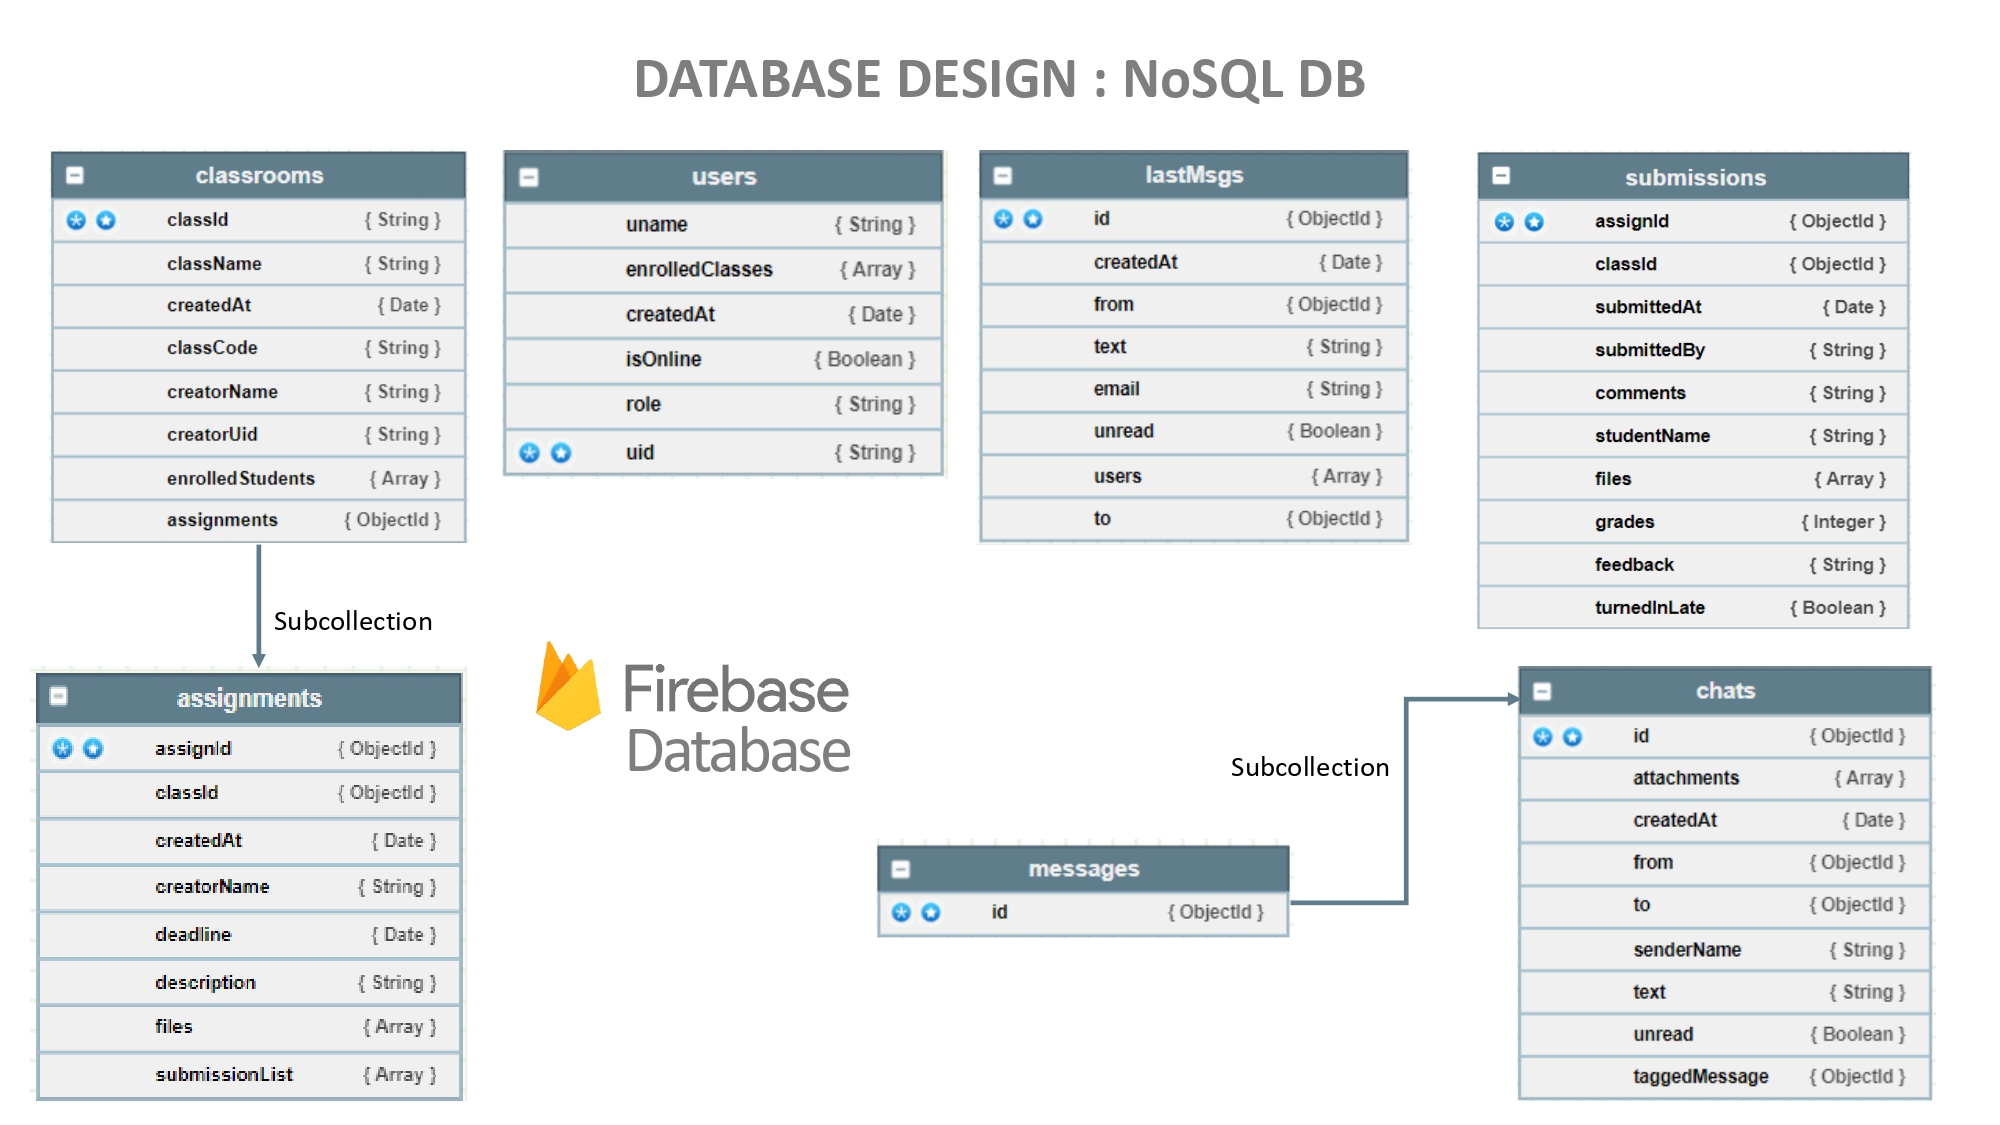 DATABASE DESIGN : NoSQL DB
classrooms
classId { String }
className { String }
createdAt { Date }
classCode { String }
creatorName { String }
creatorUid { String }
enrolledStudents { Array }
assignments { ObjectId }
users
uname { String }
enrolledClasses { Array }
createdAt { Date }
isOnline { Boolean }
role { String }
uid { String }
lastMsgs
id { ObjectId }
createdAt { Date }
from { ObjectId }
text { String }
email { String }
unread { Boolean }
users { Array }
to { ObjectId }
submissions
assignId { ObjectId }
classId { ObjectId }
submittedAt { Date }
submittedBy { String }
comments { String }
studentName { String }
files { Array }
grades { Integer }
feedback { String }
turnedInLate { Boolean }
Subcollection
assignments
assignId { ObjectId }
classId { ObjectId }
createdAt { Date }
creatorName { String }
deadline { Date }
description { String }
files { Array }
submissionList { Array }
Firebase
Database
messages
id { ObjectId }
Subcollection
chats
id { ObjectId }
attachments { Array }
createdAt { Date }
from { ObjectId }
to { ObjectId }
senderName { String }
text { String }
unread { Boolean }
taggedMessage { ObjectId }